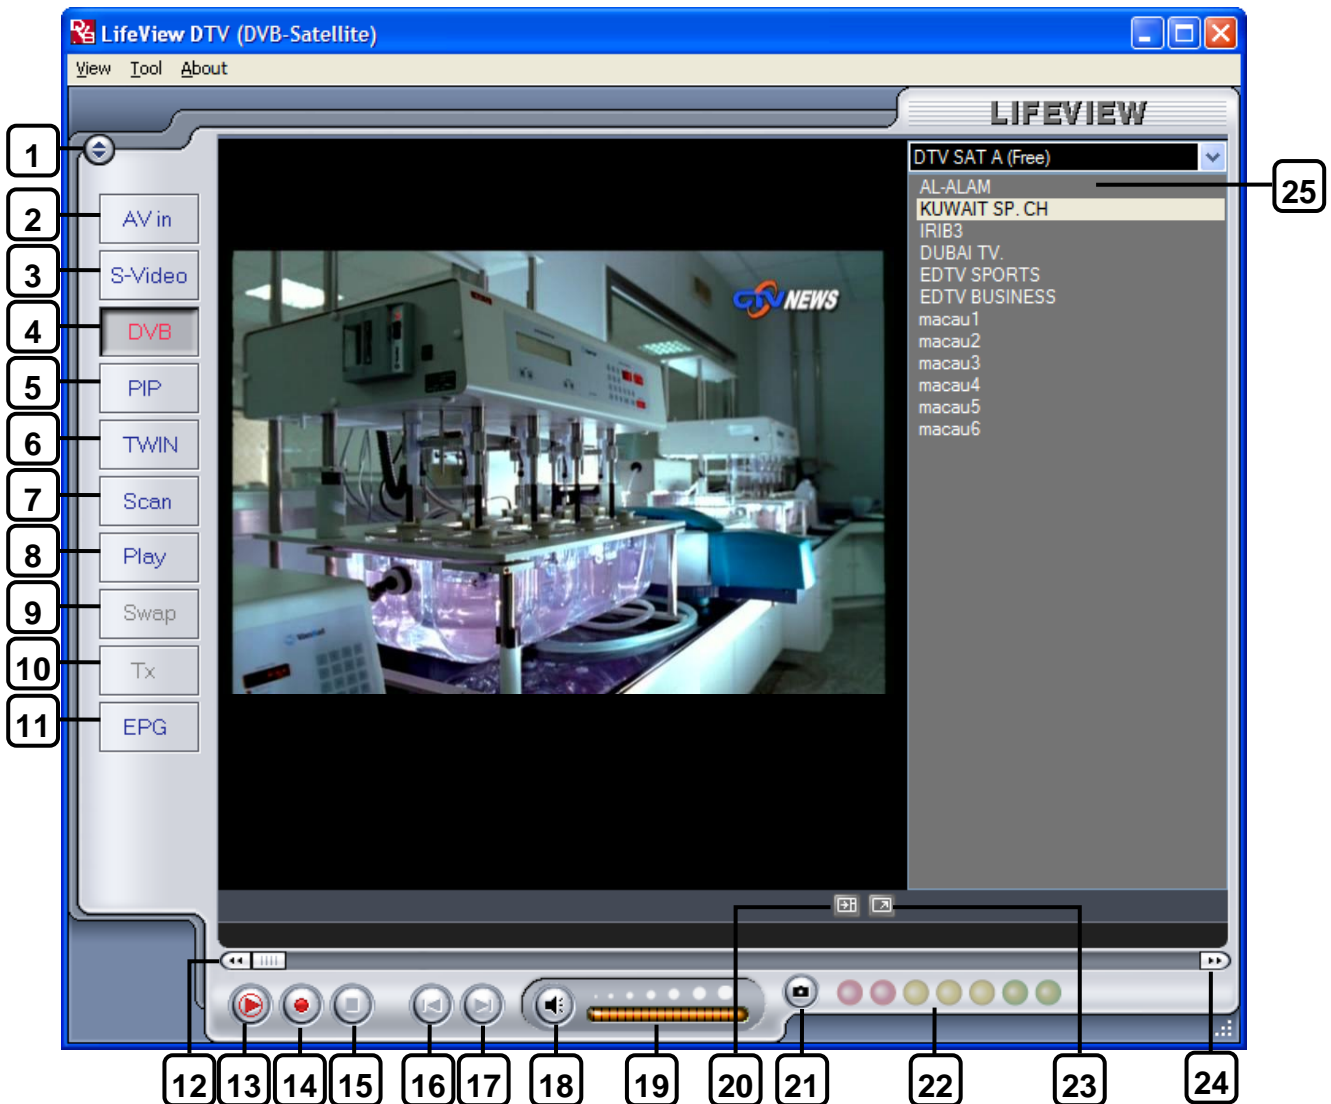 LifeView DTV (DVB-Satellite)
View Tool About
LIFEVIEW
1
DTV SAT A (Free)
AL-ALAM
25
KUWAIT SP. CH
IRIB3
DUBAI TV.
EDTV SPORTS
EDTV BUSINESS
macau1
macau2
macau3
macau4
macau5
macau6
2 AV in
3 S-Video
4 DVB
5 PIP
6 TWIN
7 Scan
8 Play
9 Swap
10 Tx
11 EPG
CTV NEWS
12 13 14 15 16 17 18 19 20 21 22 23 24